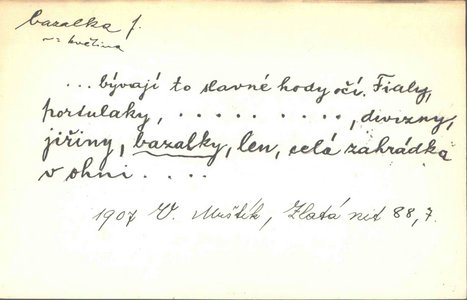 bazalka f.
v: květina
...bývají to slavné hody očí. Fialy,
portulaky, . . . . . . . . . ., divizny,
jiřiny, bazalky, len, celá zahrádka
v ohni . . . .
1907 V. Mrštík, Zlatá nit 88,7.